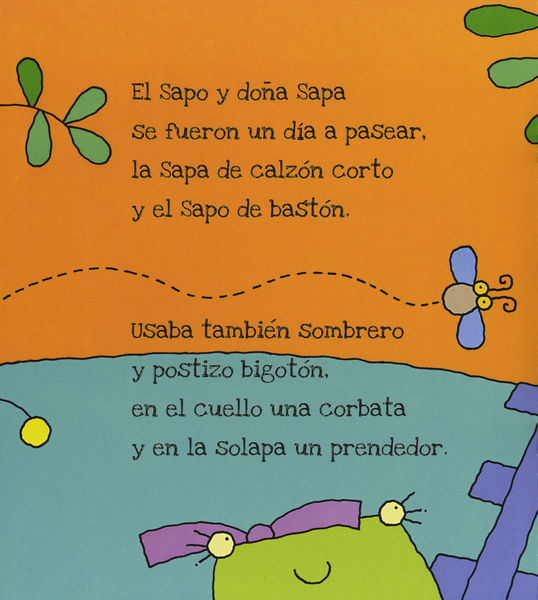 El Sapo y doña Sapa
se fueron un día a pasear,
la Sapa de calzón corto
y el Sapo de bastón.
Usaba también sombrero
y postizo bigotón,
en el cuello una corbata
y en la solapa un prendedor.